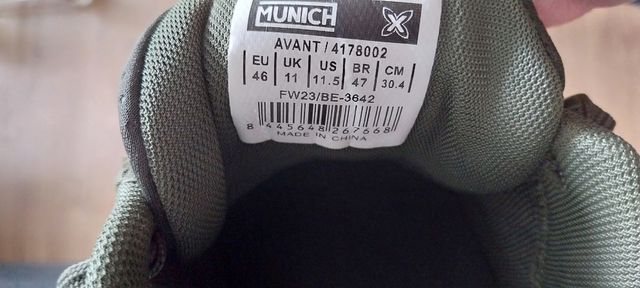 MUNICH
AVANT / 4178002
EU UK US BR CM
46 11 11.5 47 30.4
FW23/BE-3642
8 445648 267668
MADE IN CHINA